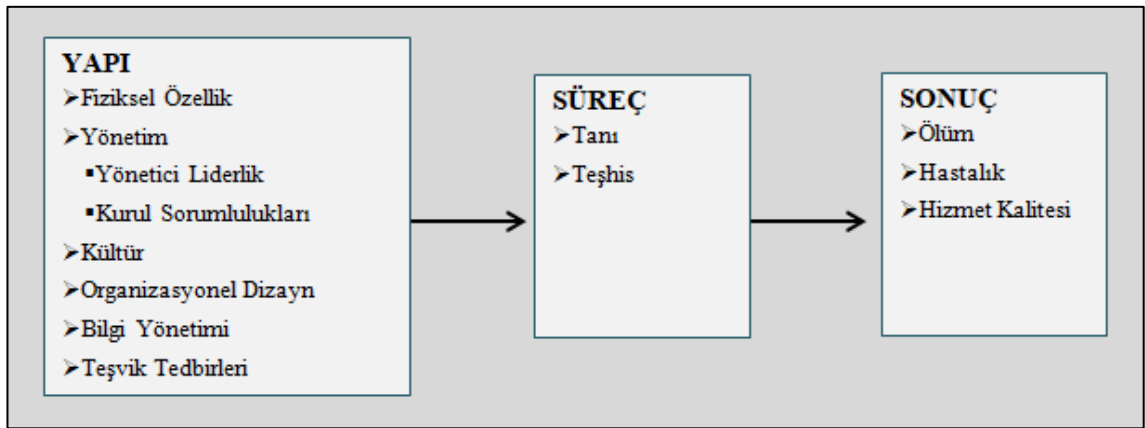 YAPI
➢Fiziksel Özellik
➢Yönetim
▪Yönetici Liderlik
▪Kurul Sorumlulukları
➢Kültür
➢Organizasyonel Dizayn
➢Bilgi Yönetimi
➢Teşvik Tedbirleri
SÜREÇ
➢Tanı
➢Teşhis
SONUÇ
➢Ölüm
➢Hastalık
➢Hizmet Kalitesi